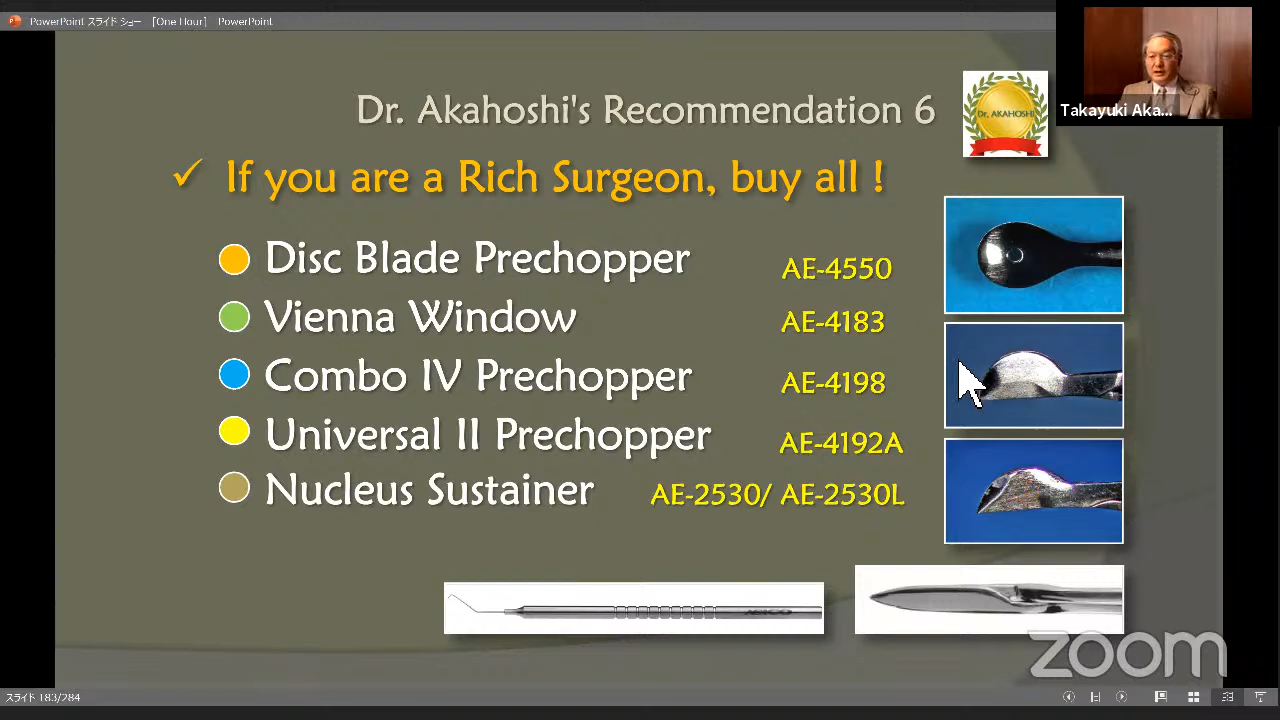 PowerPoint スライド ショー [One Hour] PowerPoint
Takayuki Aka...
Dr. Akahoshi's Recommendation 6
Dr. AKAHOSHI
✓ If you are a Rich Surgeon, buy all !
Disc Blade Prechopper AE-4550
Vienna Window AE-4183
Combo IV Prechopper AE-4198
Universal II Prechopper AE-4192A
Nucleus Sustainer AE-2530/ AE-2530L
zoom
スライド 183/284